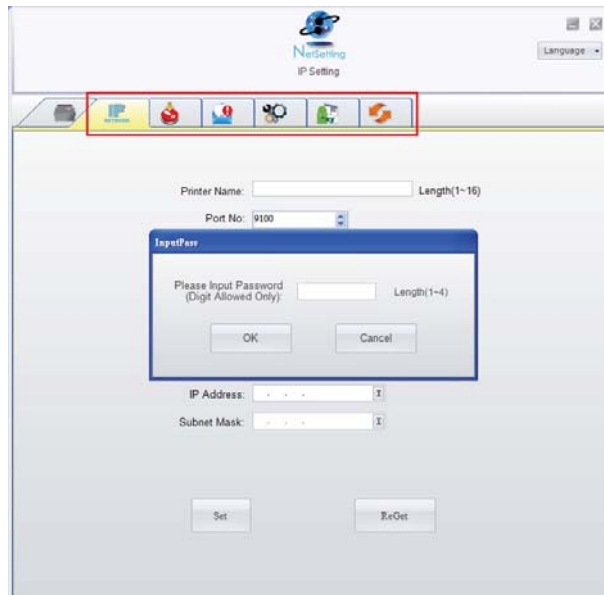 NetSetting
IP Setting
Language
IP
Printer Name: Length(1~16)
Port No: 9100
InputPass
Please Input Password
(Digit Allowed Only): Length(1~4)
OK Cancel
IP Address: . . . I
Subnet Mask: . . . I
Set ReGet